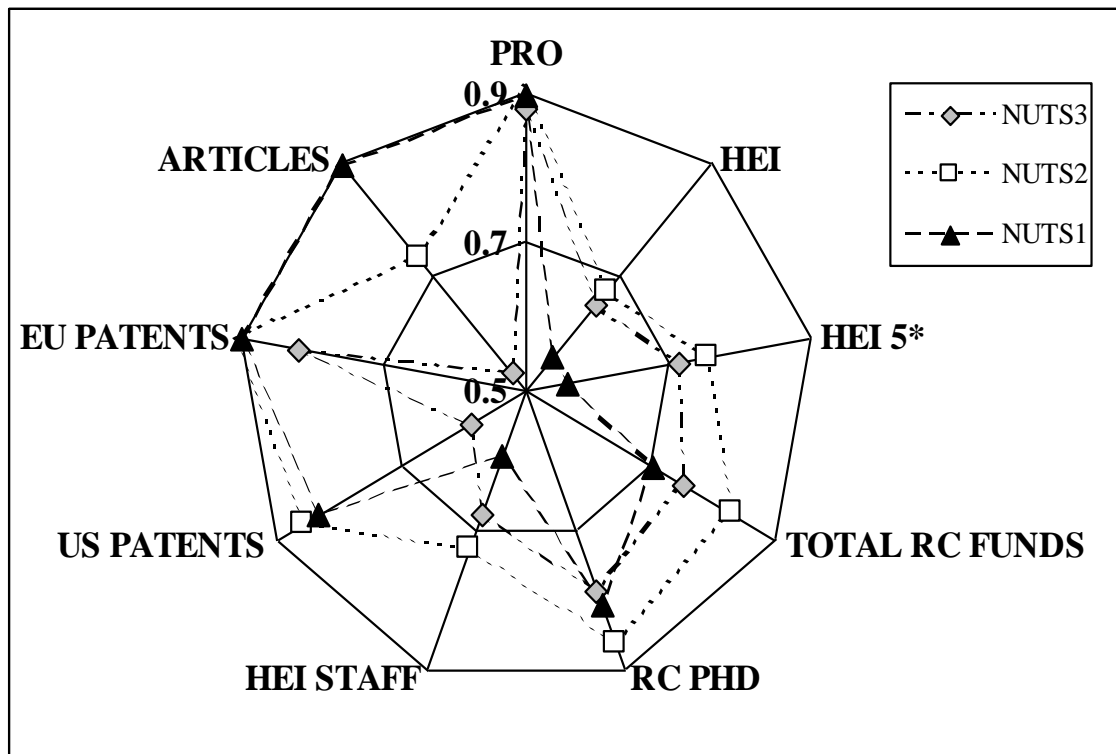 PRO
0.9
HEI
ARTICLES
NUTS3
NUTS2
NUTS1
0.7
EU PATENTS
HEI 5*
0.5
US PATENTS
TOTAL RC FUNDS
HEI STAFF
RC PHD